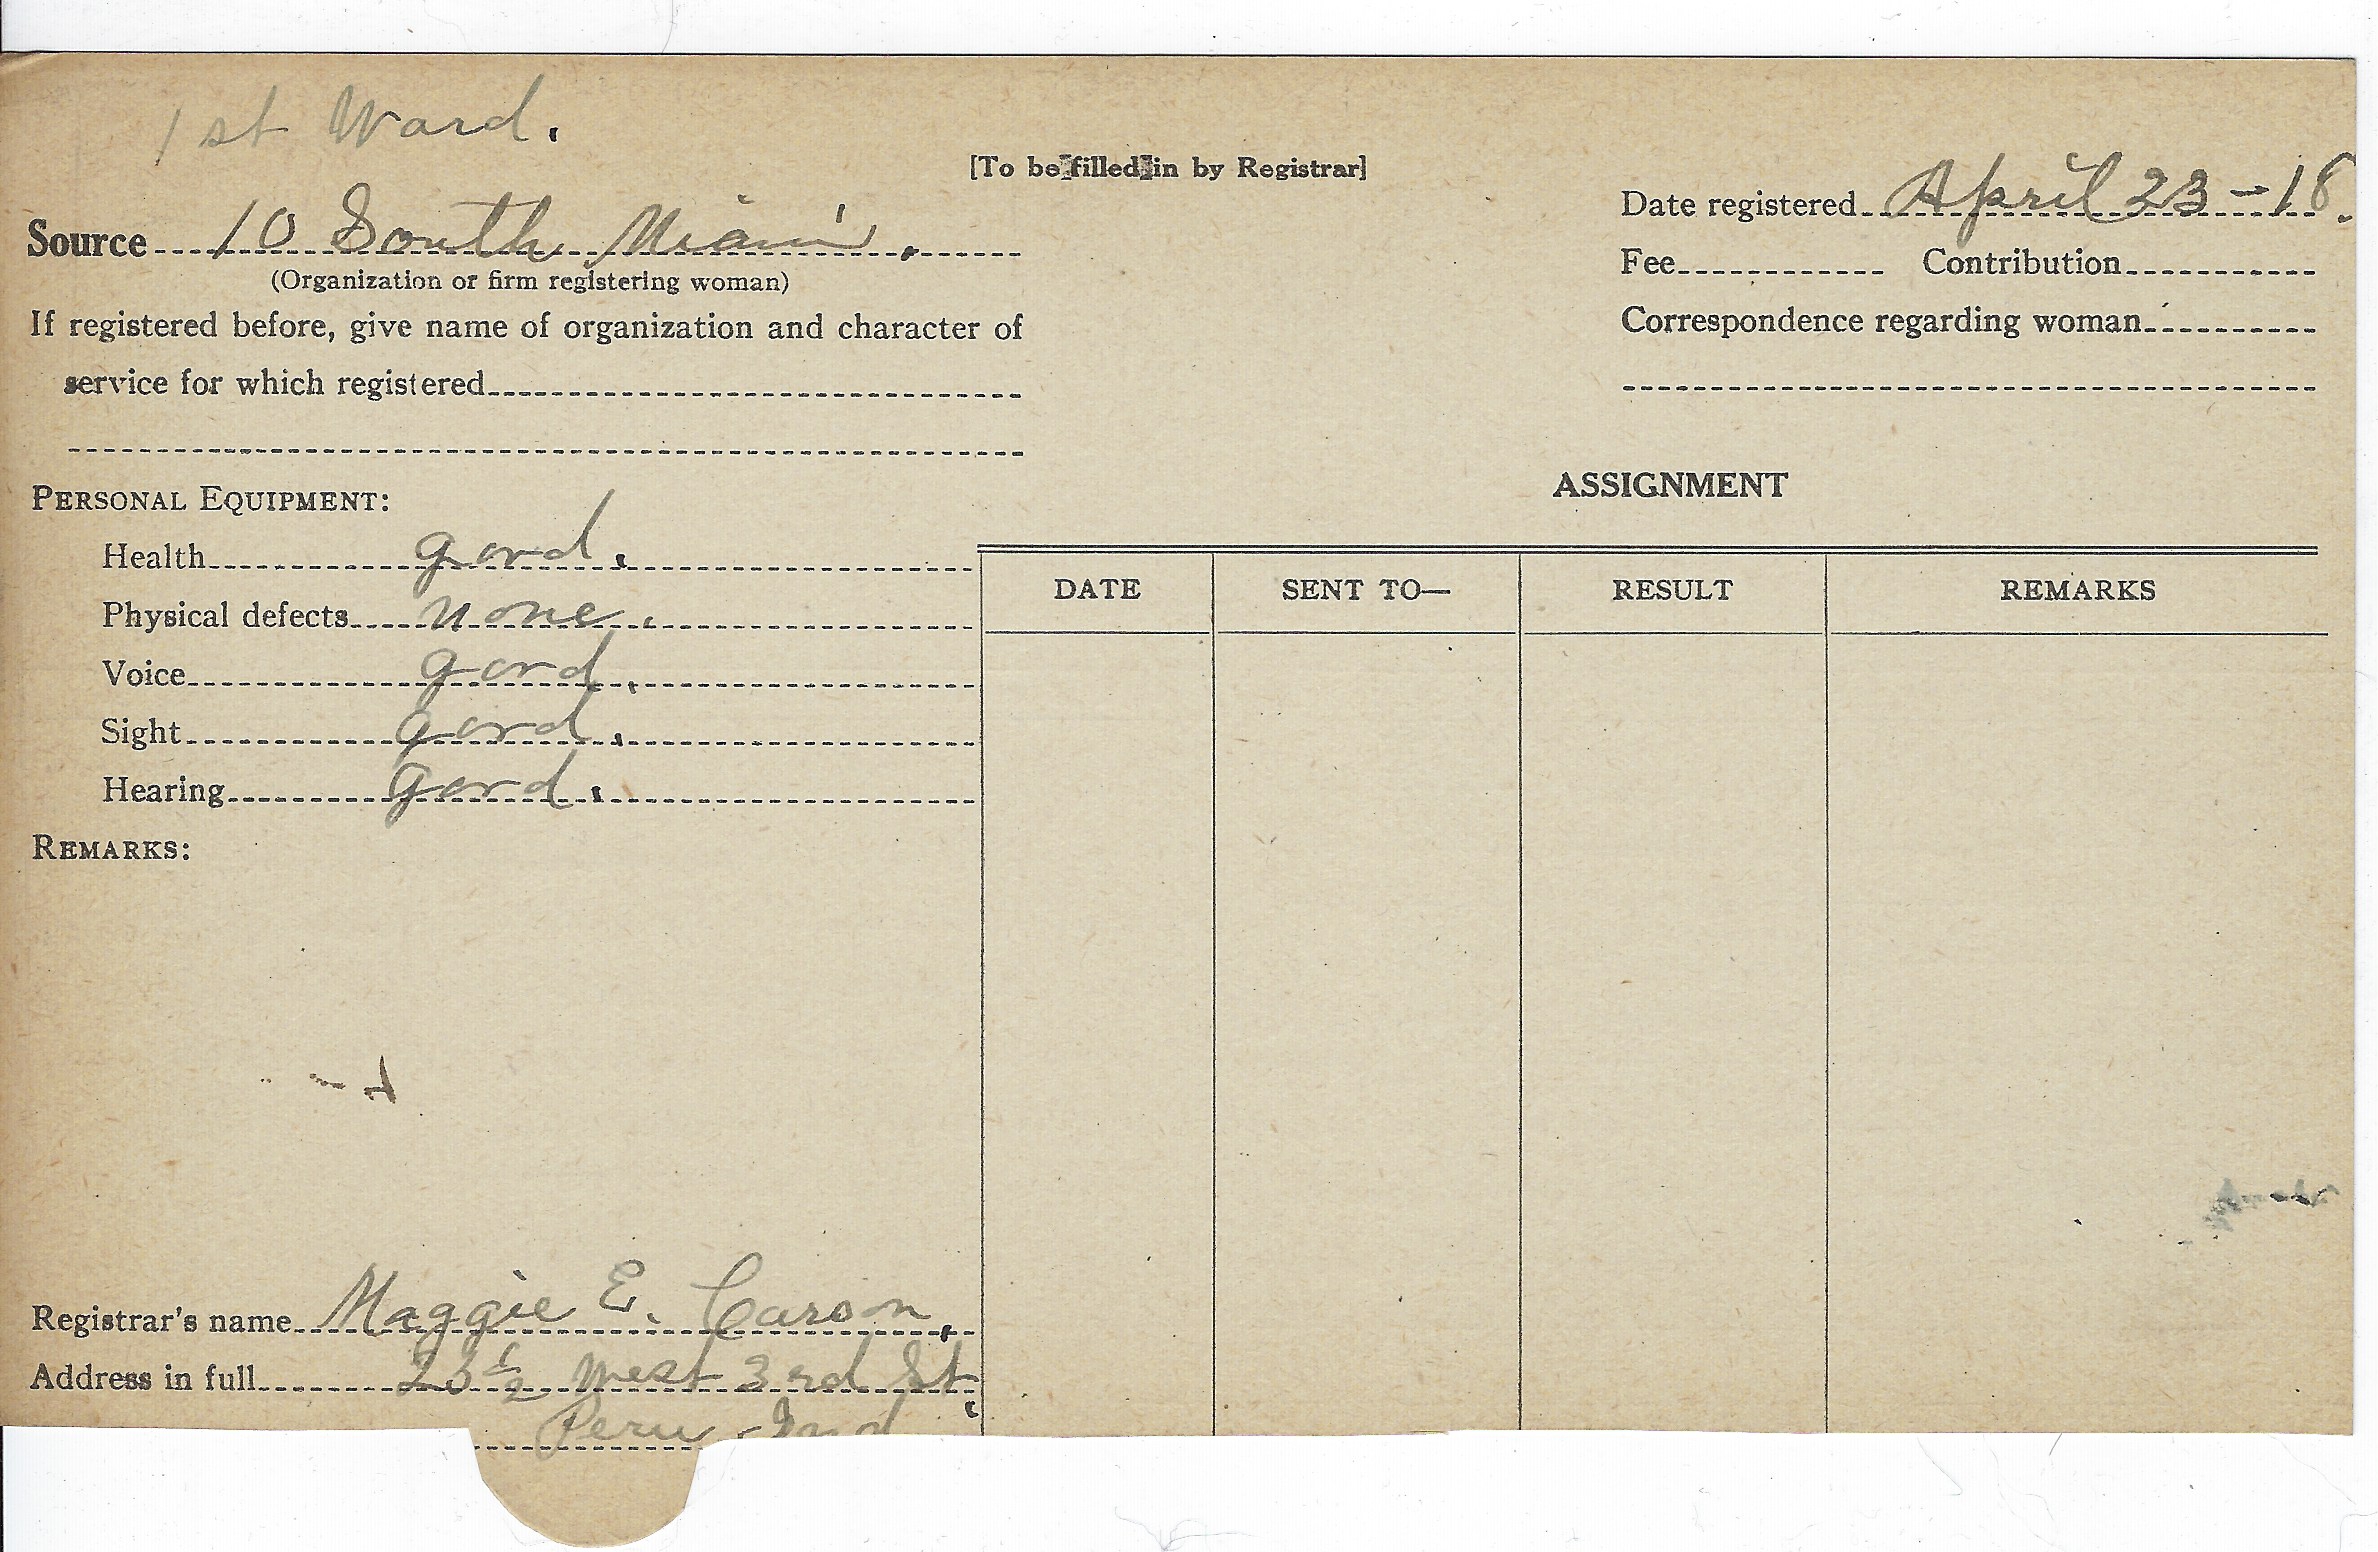 1st Ward.
[To be filled in by Registrar]
Source 10 South Miami.
(Organization or firm registering woman)
If registered before, give name of organization and character of
service for which registered
Date registered April 23-18.
Fee Contribution
Correspondence regarding woman
PERSONAL EQUIPMENT:
Health good.
Physical defects none.
Voice good.
Sight good.
Hearing good.
REMARKS:
ASSIGNMENT
DATE SENT TO— RESULT REMARKS
Registrar's name Maggie E. Carson.
Address in full 23½ West 3rd St.
Peru Ind